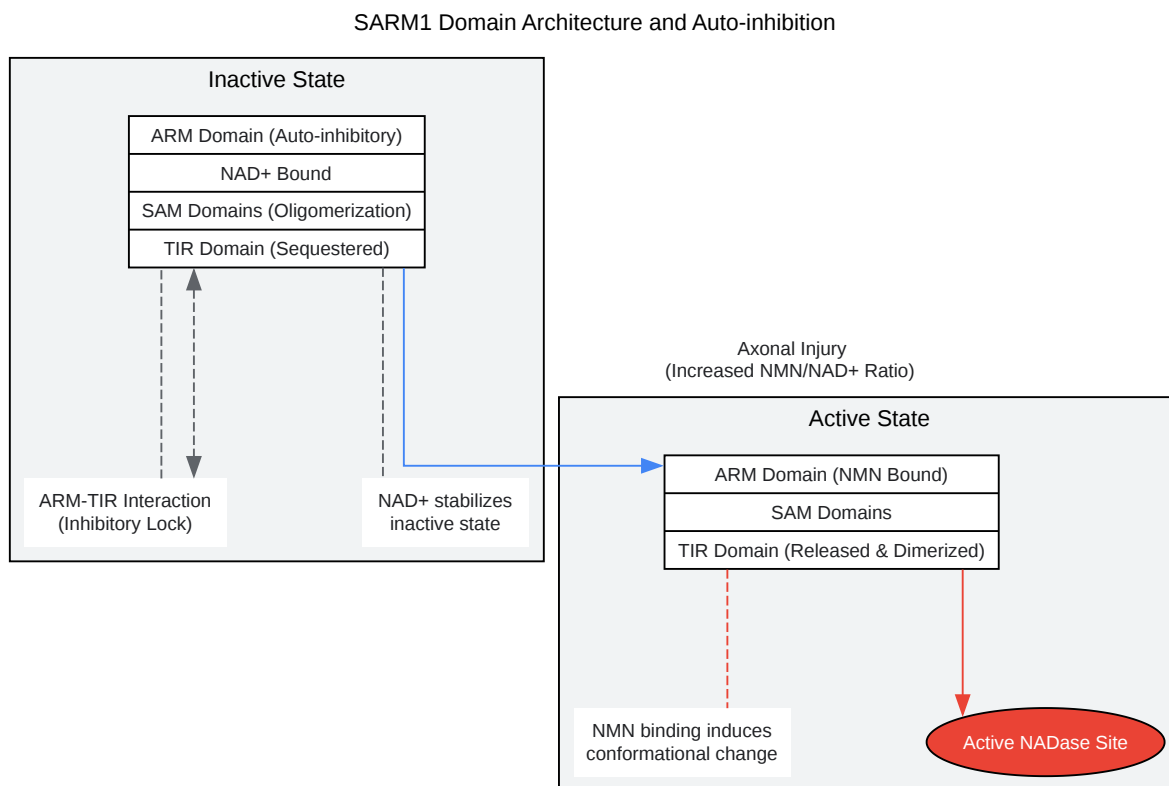 SARM1 Domain Architecture and Auto-inhibition
Inactive State
ARM Domain (Auto-inhibitory)
NAD+ Bound
SAM Domains (Oligomerization)
TIR Domain (Sequestered)
ARM-TIR Interaction
(Inhibitory Lock)
NAD+ stabilizes
inactive state
Axonal Injury
(Increased NMN/NAD+ Ratio)
Active State
ARM Domain (NMN Bound)
SAM Domains
TIR Domain (Released & Dimerized)
NMN binding induces
conformational change
Active NADase Site